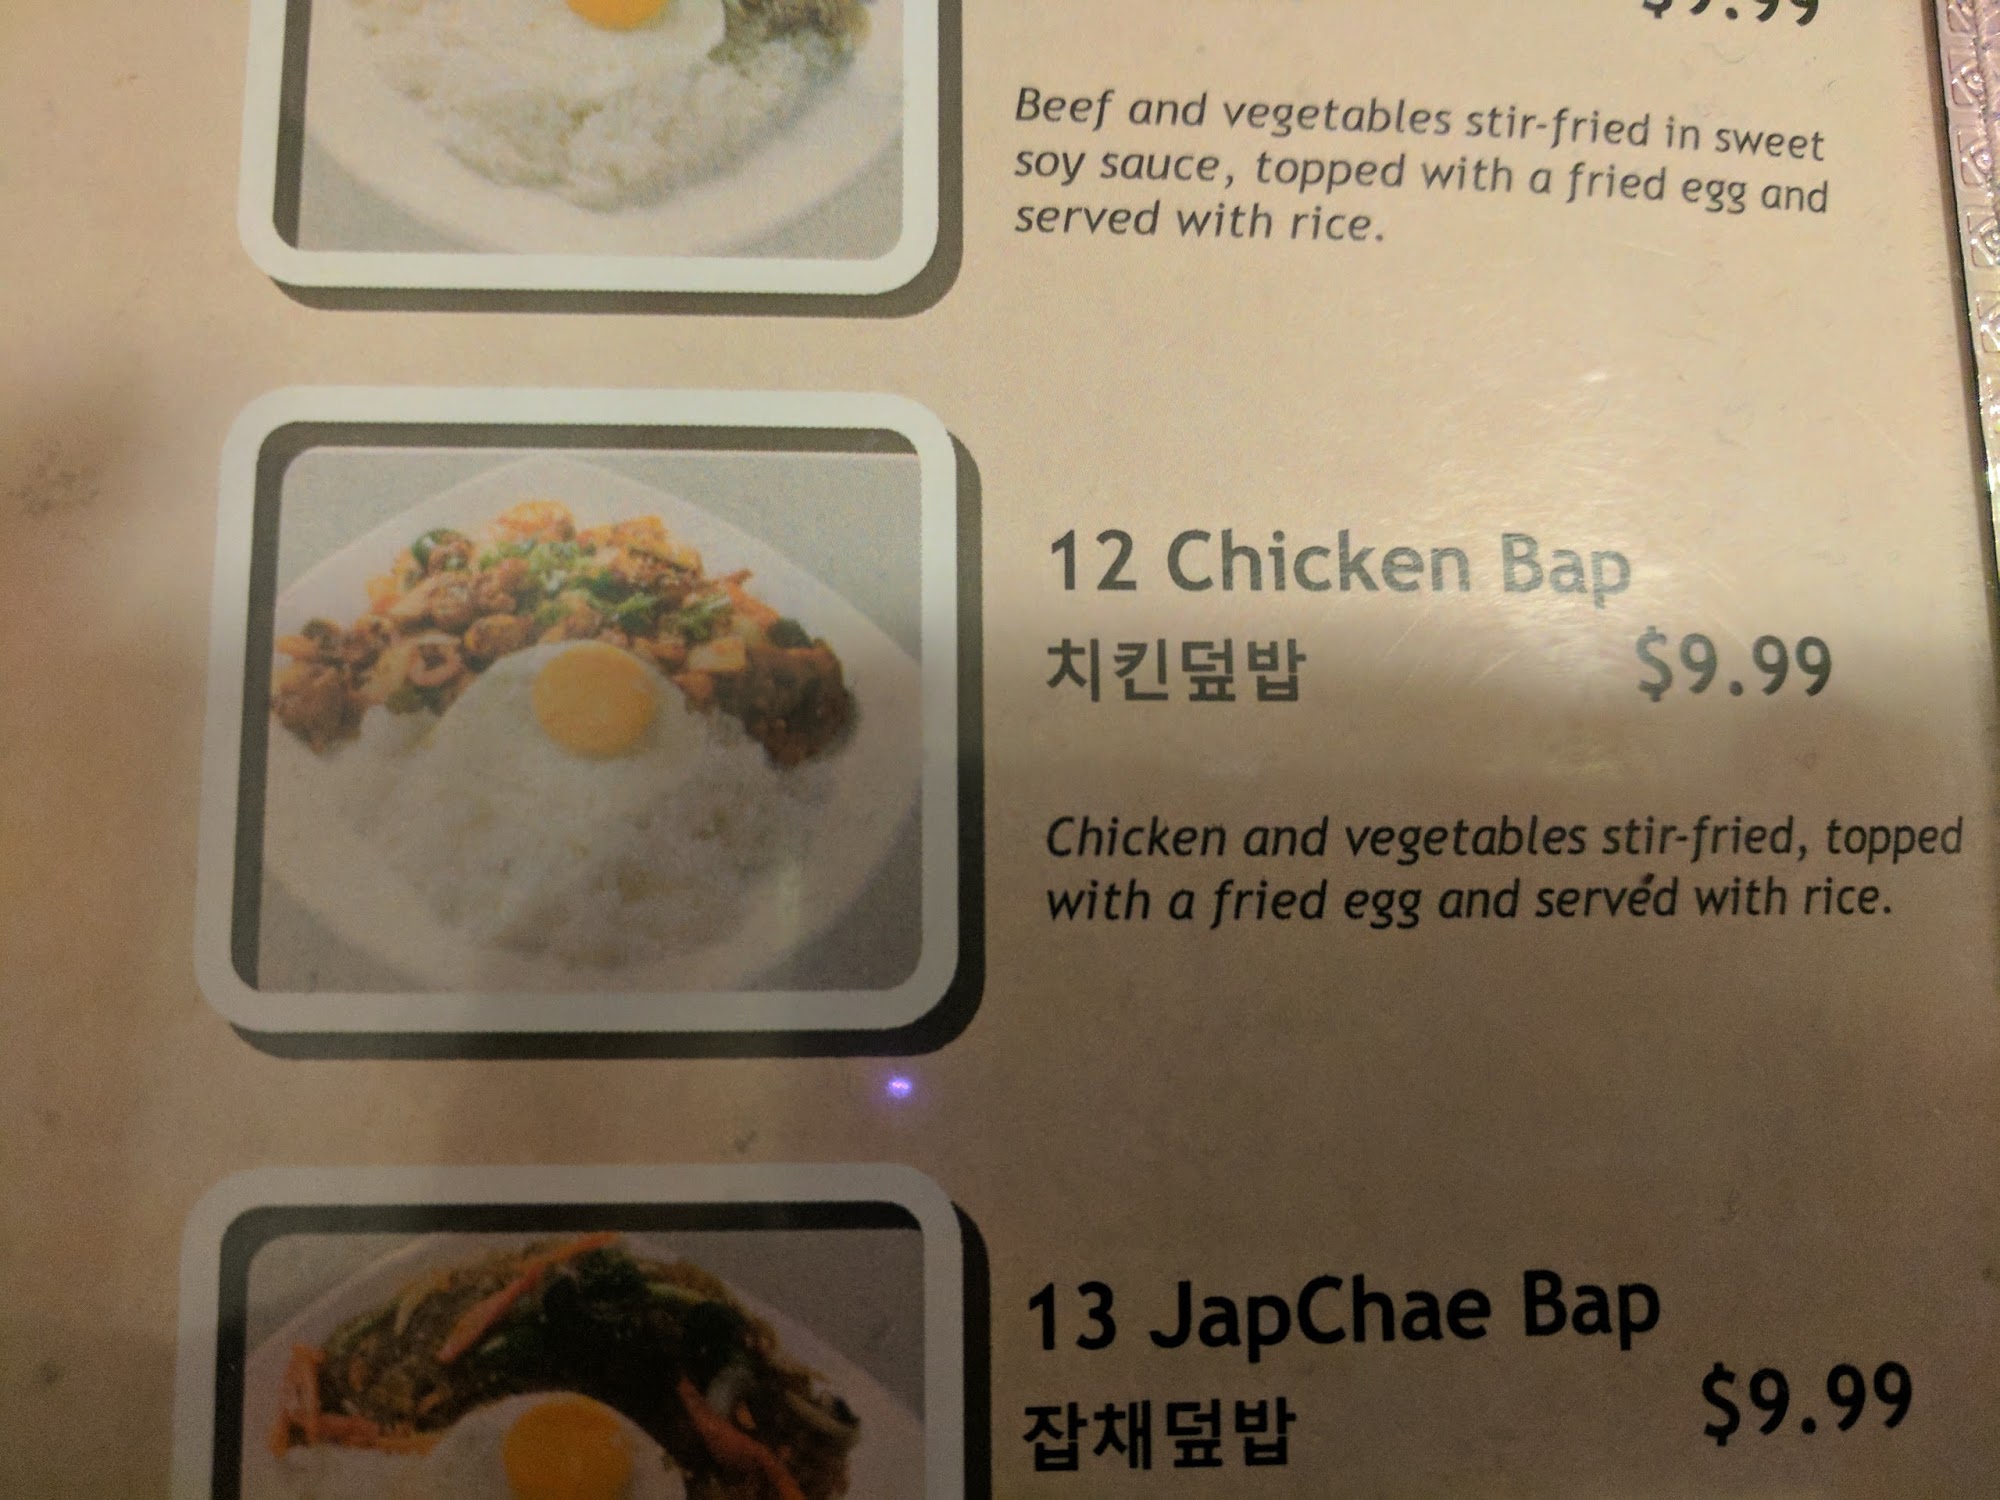 $9.99
Beef and vegetables stir-fried in sweet
soy sauce, topped with a fried egg and
served with rice.
12 Chicken Bap
치킨덮밥 $9.99
Chicken and vegetables stir-fried, topped
with a fried egg and served with rice.
13 JapChae Bap
잡채덮밥 $9.99